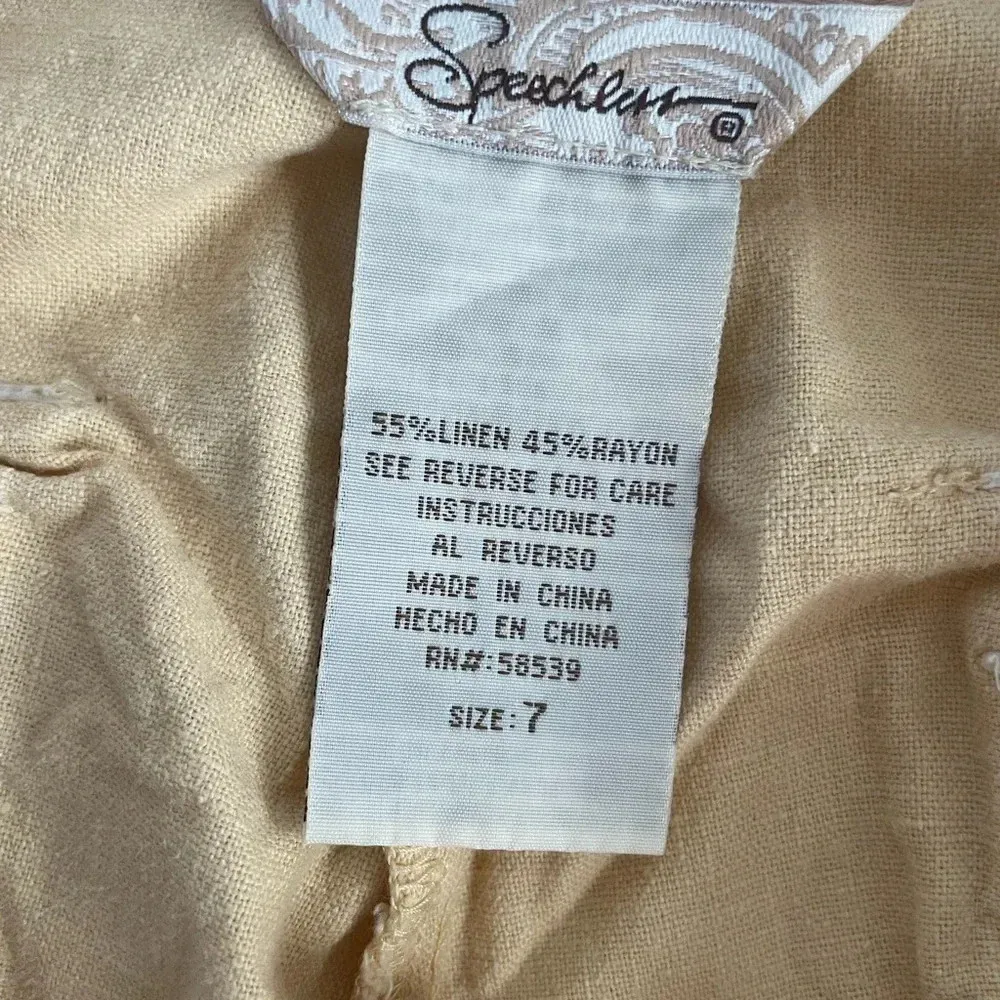 Speechless ®
55%LINEN 45%RAYON
SEE REVERSE FOR CARE
INSTRUCCIONES
AL REVERSO
MADE IN CHINA
HECHO EN CHINA
RN#:58539
SIZE: 7